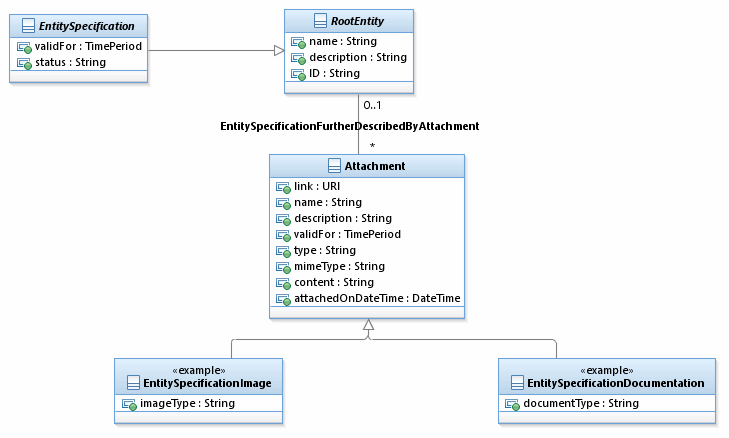 EntitySpecification
validFor : TimePeriod
status : String
RootEntity
name : String
description : String
ID : String
0..1
EntitySpecificationFurtherDescribedByAttachment
*
Attachment
link : URI
name : String
description : String
validFor : TimePeriod
type : String
mimeType : String
content : String
attachedOnDateTime : DateTime
«example»
EntitySpecificationImage
imageType : String
«example»
EntitySpecificationDocumentation
documentType : String